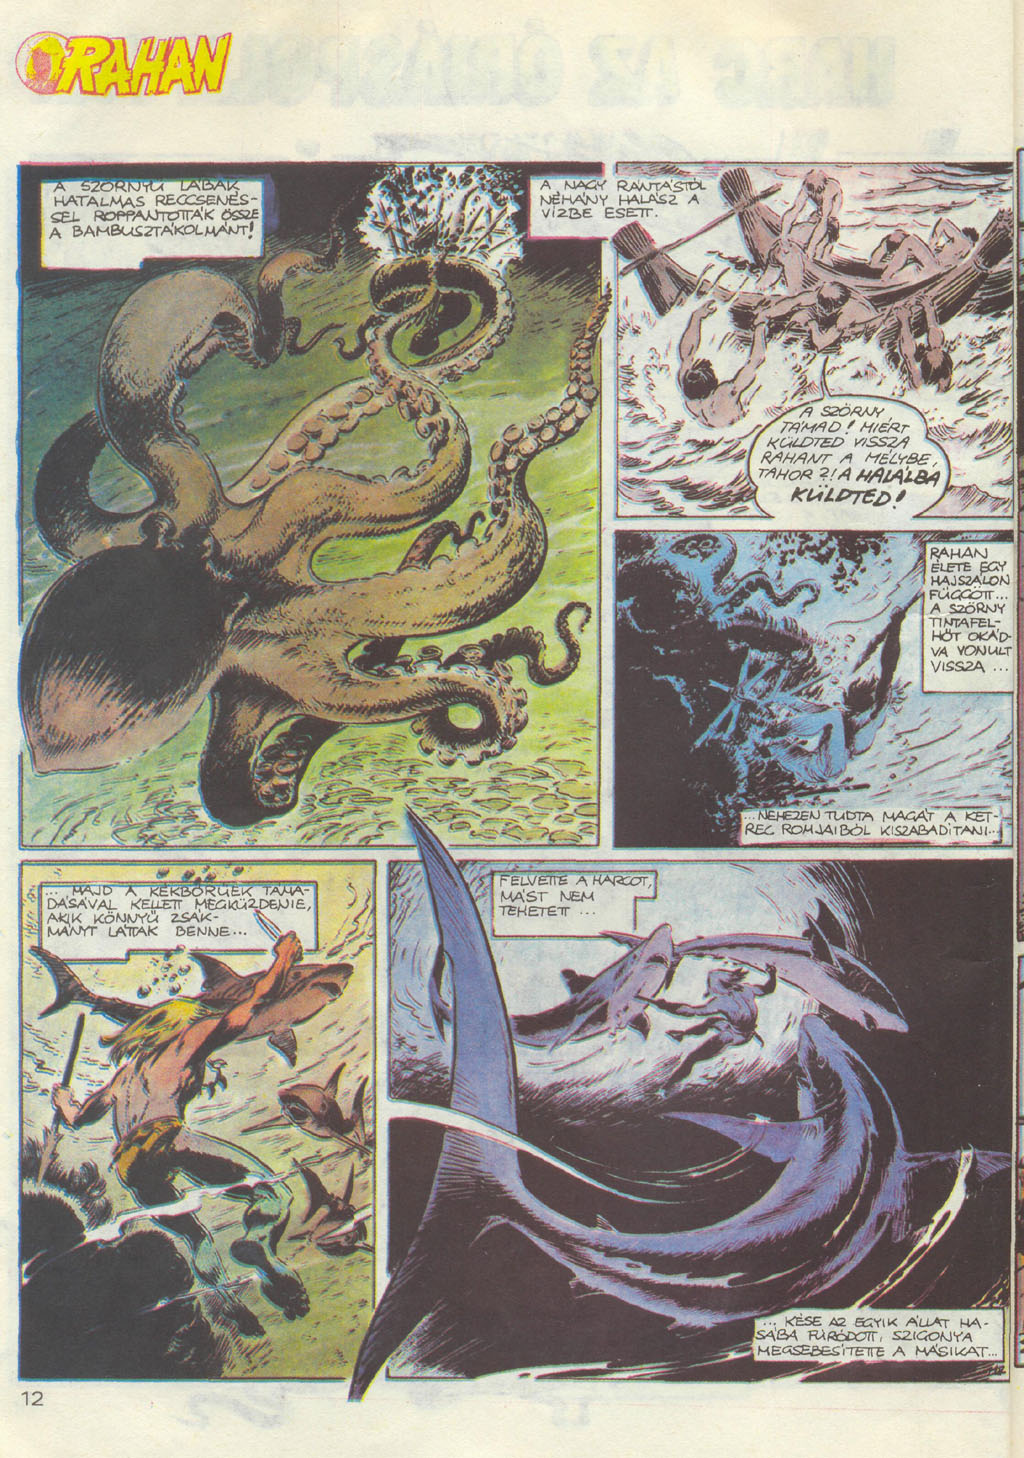 RAHAN
A SZÖRNYŰ LÁBAK
HATALMAS RECCSENÉS-
SEL ROPPANTOTTÁK ÖSSZE
A BAMBUSZTÁKOLMÁNYT!
A NAGY RÁNTÁSTÓL
NÉHÁNY HALÁSZ A
VÍZBE ESETT.
A SZÖRNY
TÁMAD! MIÉRT
KÜLDTED VISSZA
RAHANT A MÉLYBE,
TAHOR?! A HALÁLBA
KÜLDTED!
RAHAN
ÉLETE EGY
HAJSZÁLON
FÜGGÖTT...
A SZÖRNY
TINTAFEL-
HŐT OKÁD-
VA VONULT
VISSZA ...
...NEHEZEN TUDTA MAGÁT A KET-
REC ROMJAIBÓL KISZABADÍTANI...
... MAJD A KÉKBŐRŰEK TÁMA-
DÁSÁVAL KELLETT MEGKÜZDENIE,
AKIK KÖNNYŰ ZSÁK-
MÁNYT LÁTTAK BENNE...
FELVETTE A HARCOT,
MÁST NEM
TEHETETT ...
... KÉSE AZ EGYIK ÁLLAT HA-
SÁBA FÚRÓDOTT, SZIGONYA
MEGSEBESÍTETTE A MÁSIKAT...
12